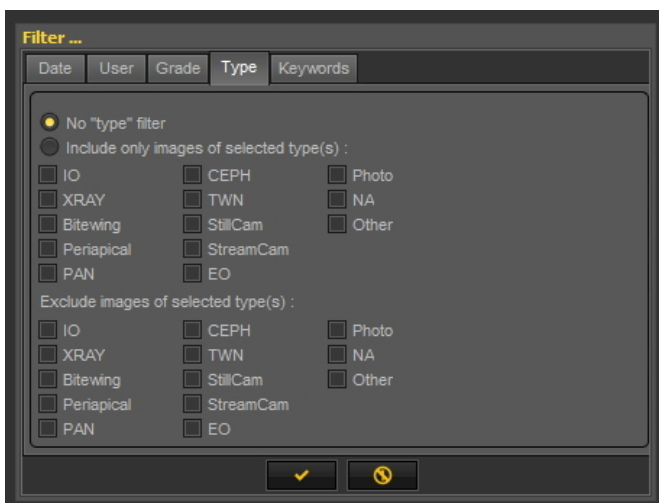 Filter ...
Date User Grade Type Keywords
No "type" filter
Include only images of selected type(s) :
IO CEPH Photo
XRAY TWN NA
Bitewing StillCam Other
Periapical StreamCam
PAN EO
Exclude images of selected type(s) :
IO CEPH Photo
XRAY TWN NA
Bitewing StillCam Other
Periapical StreamCam
PAN EO